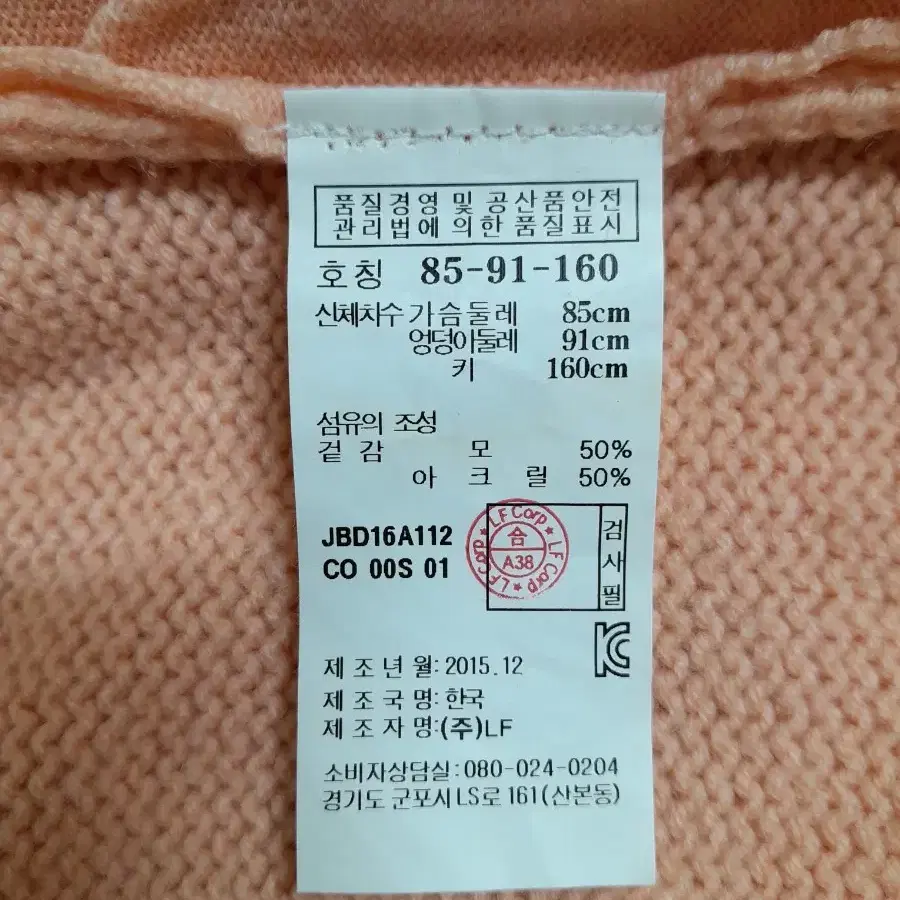 품질경영 및 공산품안전
관리법에 의한 품질표시
호칭 85-91-160
신체차수 가슴둘레 85cm
엉덩아둘레 91cm
키 160cm
섬유의 조성
겉감 모 50%
아크릴 50%
JBD16A112
CO 00S 01
LF Corp ★ LF Corp ★ LF Corp ★
合
A38
검사필
KC
제조년월: 2015.12
제조국명: 한국
제조자명:(주)LF
소비자상담실:080-024-0204
경기도 군포시 LS로 161(산본동)